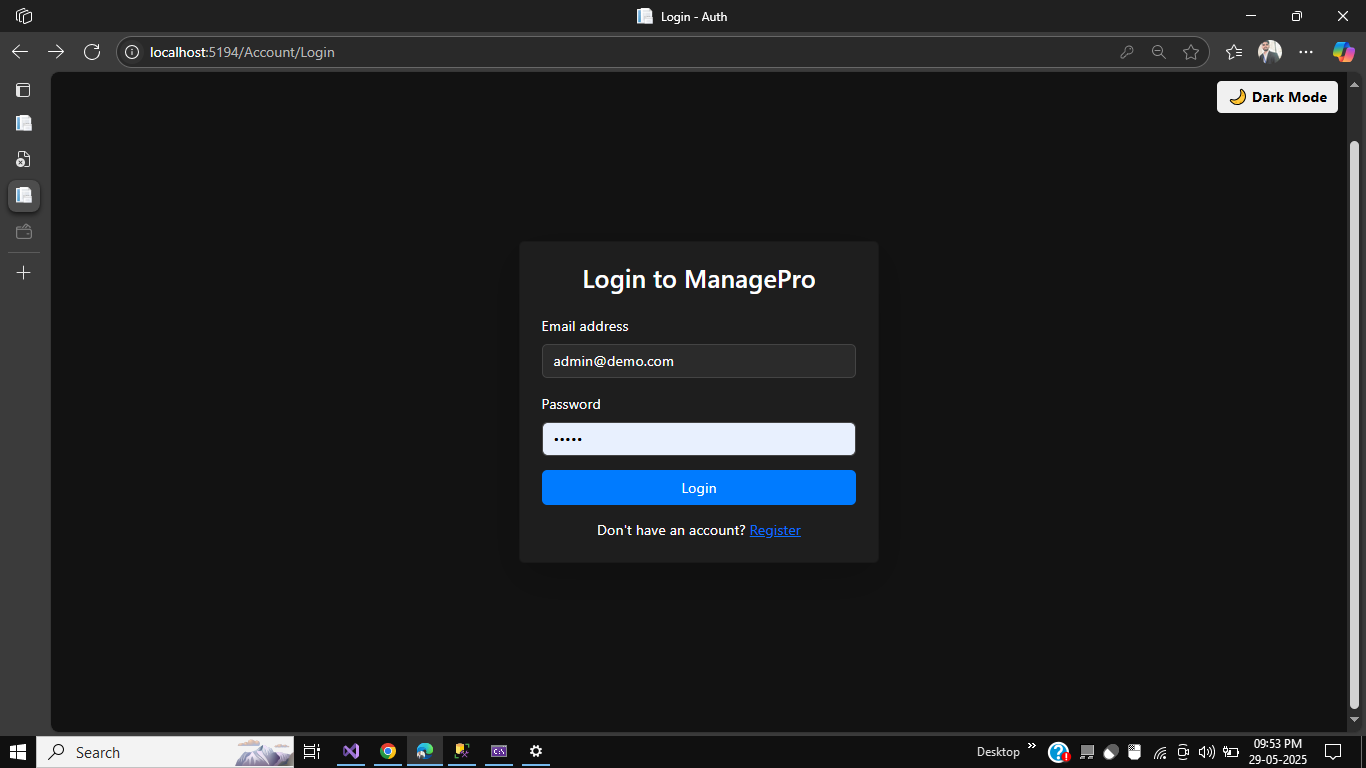 Login - Auth
localhost:5194/Account/Login
🌙 Dark Mode
Login to ManagePro
Email address
admin@demo.com
Password
•••••
Login
Don't have an account? Register
Search
Desktop
09:53 PM
29-05-2025